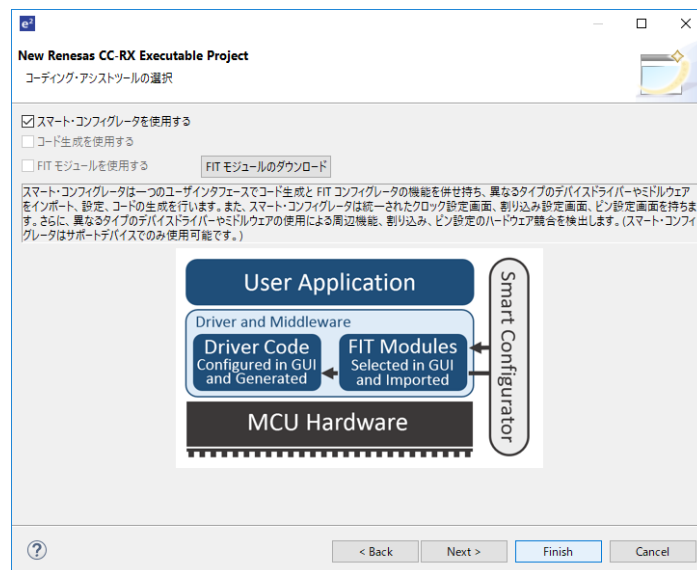 e²
New Renesas CC-RX Executable Project
コーディング・アシストツールの選択
スマート・コンフィグレータを使用する
コード生成を使用する
FIT モジュールを使用する
FIT モジュールのダウンロード
スマート・コンフィグレータは一つのユーザインタフェースでコード生成と FIT コンフィグレータの機能を併せ持ち、異なるタイプのデバイスドライバーやミドルウェア
をインポート、設定、コードの生成を行います。また、スマート・コンフィグレータは統一されたクロック設定画面、割り込み設定画面、ピン設定画面を持ちま
す。さらに、異なるタイプのデバイスドライバーやミドルウェアの使用による周辺機能、割り込み、ピン設定のハードウェア競合を検出します。(スマート・コンフィ
グレータはサポートデバイスでのみ使用可能です。)
User Application
Driver and Middleware
Driver Code
Configured in GUI
and Generated
FIT Modules
Selected in GUI
and Imported
MCU Hardware
Smart Configurator
?
< Back
Next >
Finish
Cancel